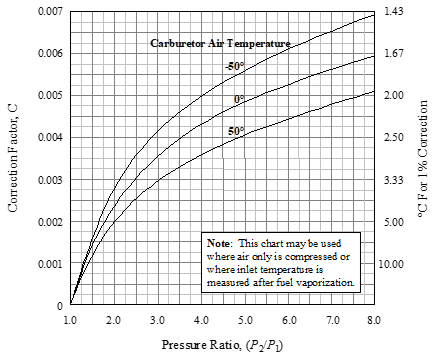 0.007
0.006
0.005
0.004
0.003
0.002
0.001
0
Correction Factor, C
Carburetor Air Temperature
-50°
0°
50°
Note: This chart may be used
where air only is compressed or
where inlet temperature is
measured after fuel vaporization.
1.43
1.67
2.00
2.50
3.33
5.00
10.00
°C For 1% Correction
1.0 2.0 3.0 4.0 5.0 6.0 7.0 8.0
Pressure Ratio, (P2/P1)